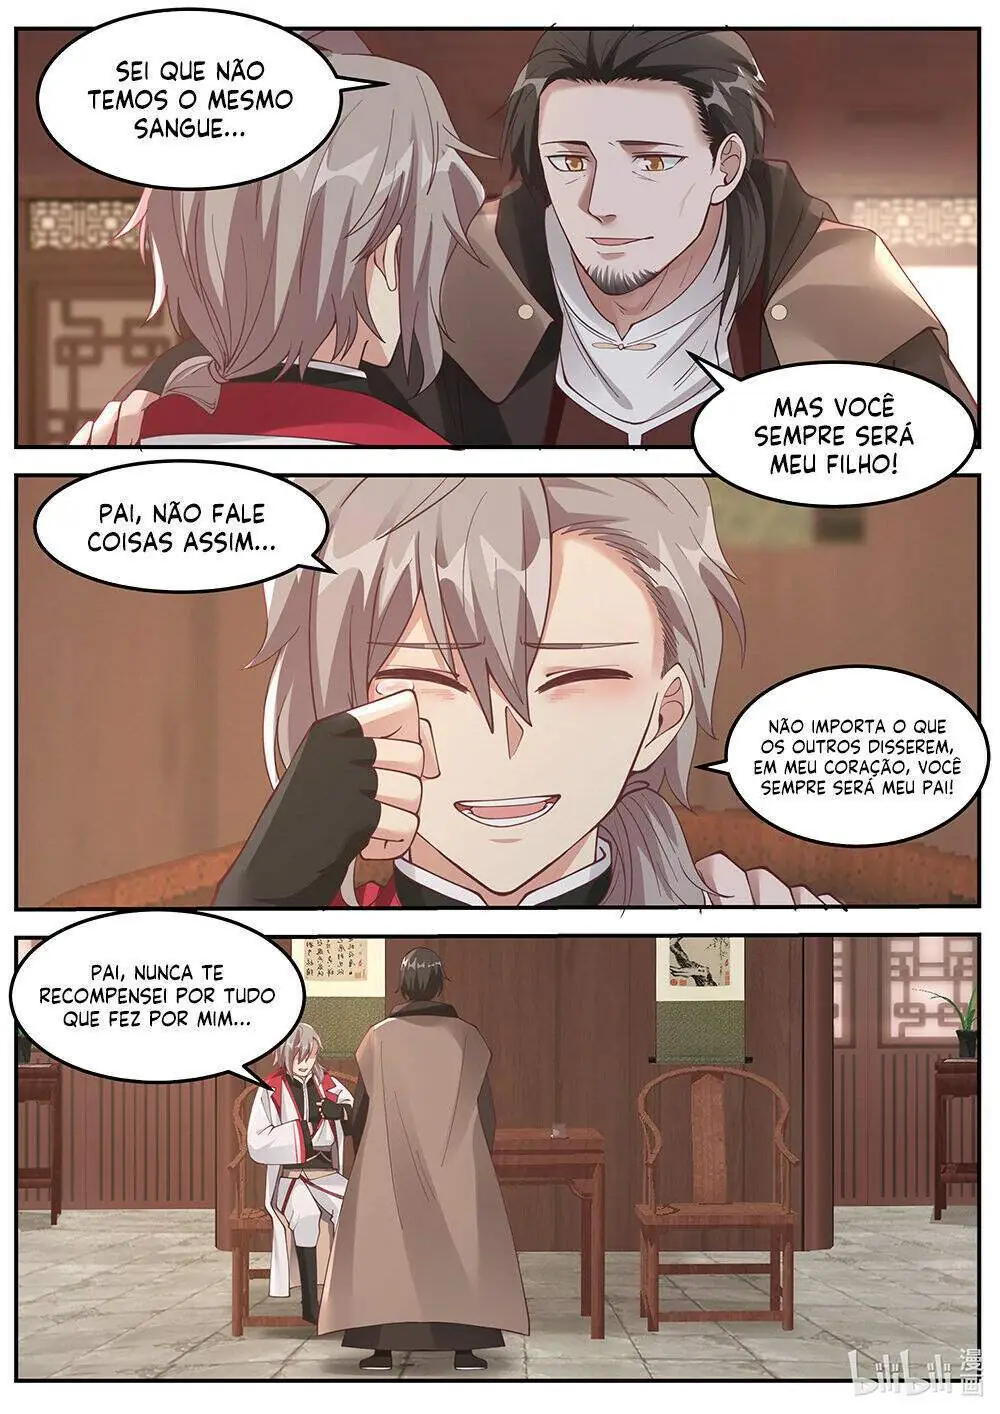 SEI QUE NÃO
TEMOS O MESMO
SANGUE...
MAS VOCÊ
SEMPRE SERÁ
MEU FILHO!
PAI, NÃO FALE
COISAS ASSIM...
NÃO IMPORTA O QUE
OS OUTROS DISSEREM,
EM MEU CORAÇÃO, VOCÊ
SEMPRE SERÁ MEU PAI!
PAI, NUNCA TE
RECOMPENSEI POR TUDO
QUE FEZ POR MIM...
bilibili 漫画